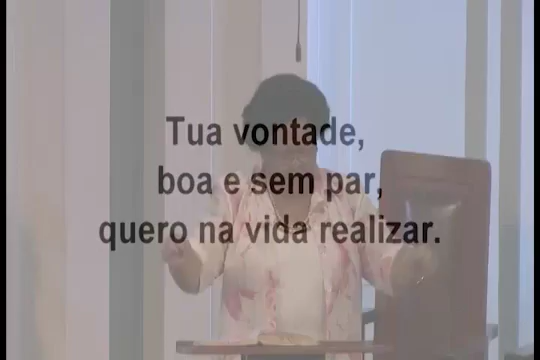 Tua vontade,
boa e sem par,
quero na vida realizar.